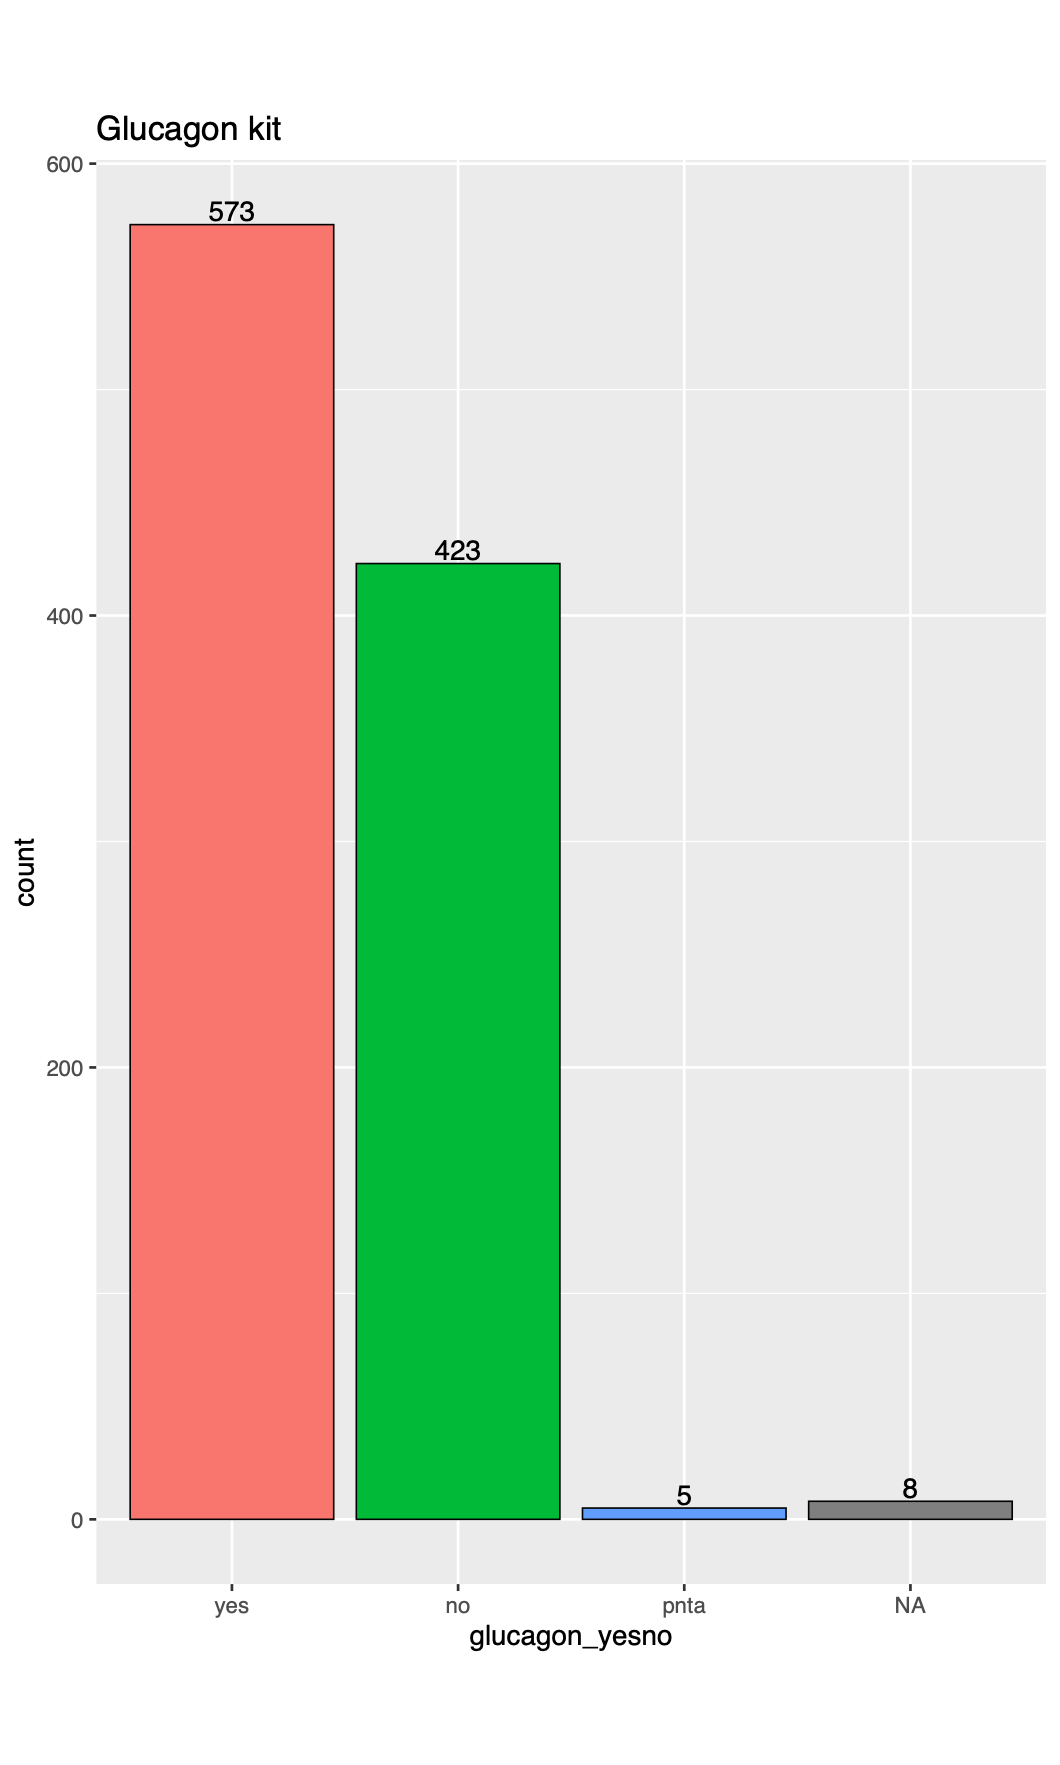 Glucagon kit
600
573
423
400
count
200
5
8
0
yes no pnta NA
glucagon_yesno